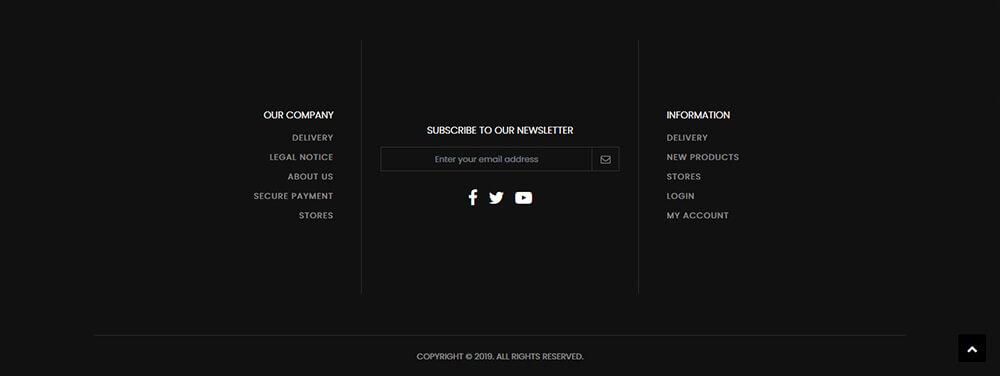 OUR COMPANY
DELIVERY
LEGAL NOTICE
ABOUT US
SECURE PAYMENT
STORES
SUBSCRIBE TO OUR NEWSLETTER
Enter your email address
INFORMATION
DELIVERY
NEW PRODUCTS
STORES
LOGIN
MY ACCOUNT
COPYRIGHT © 2019. ALL RIGHTS RESERVED.